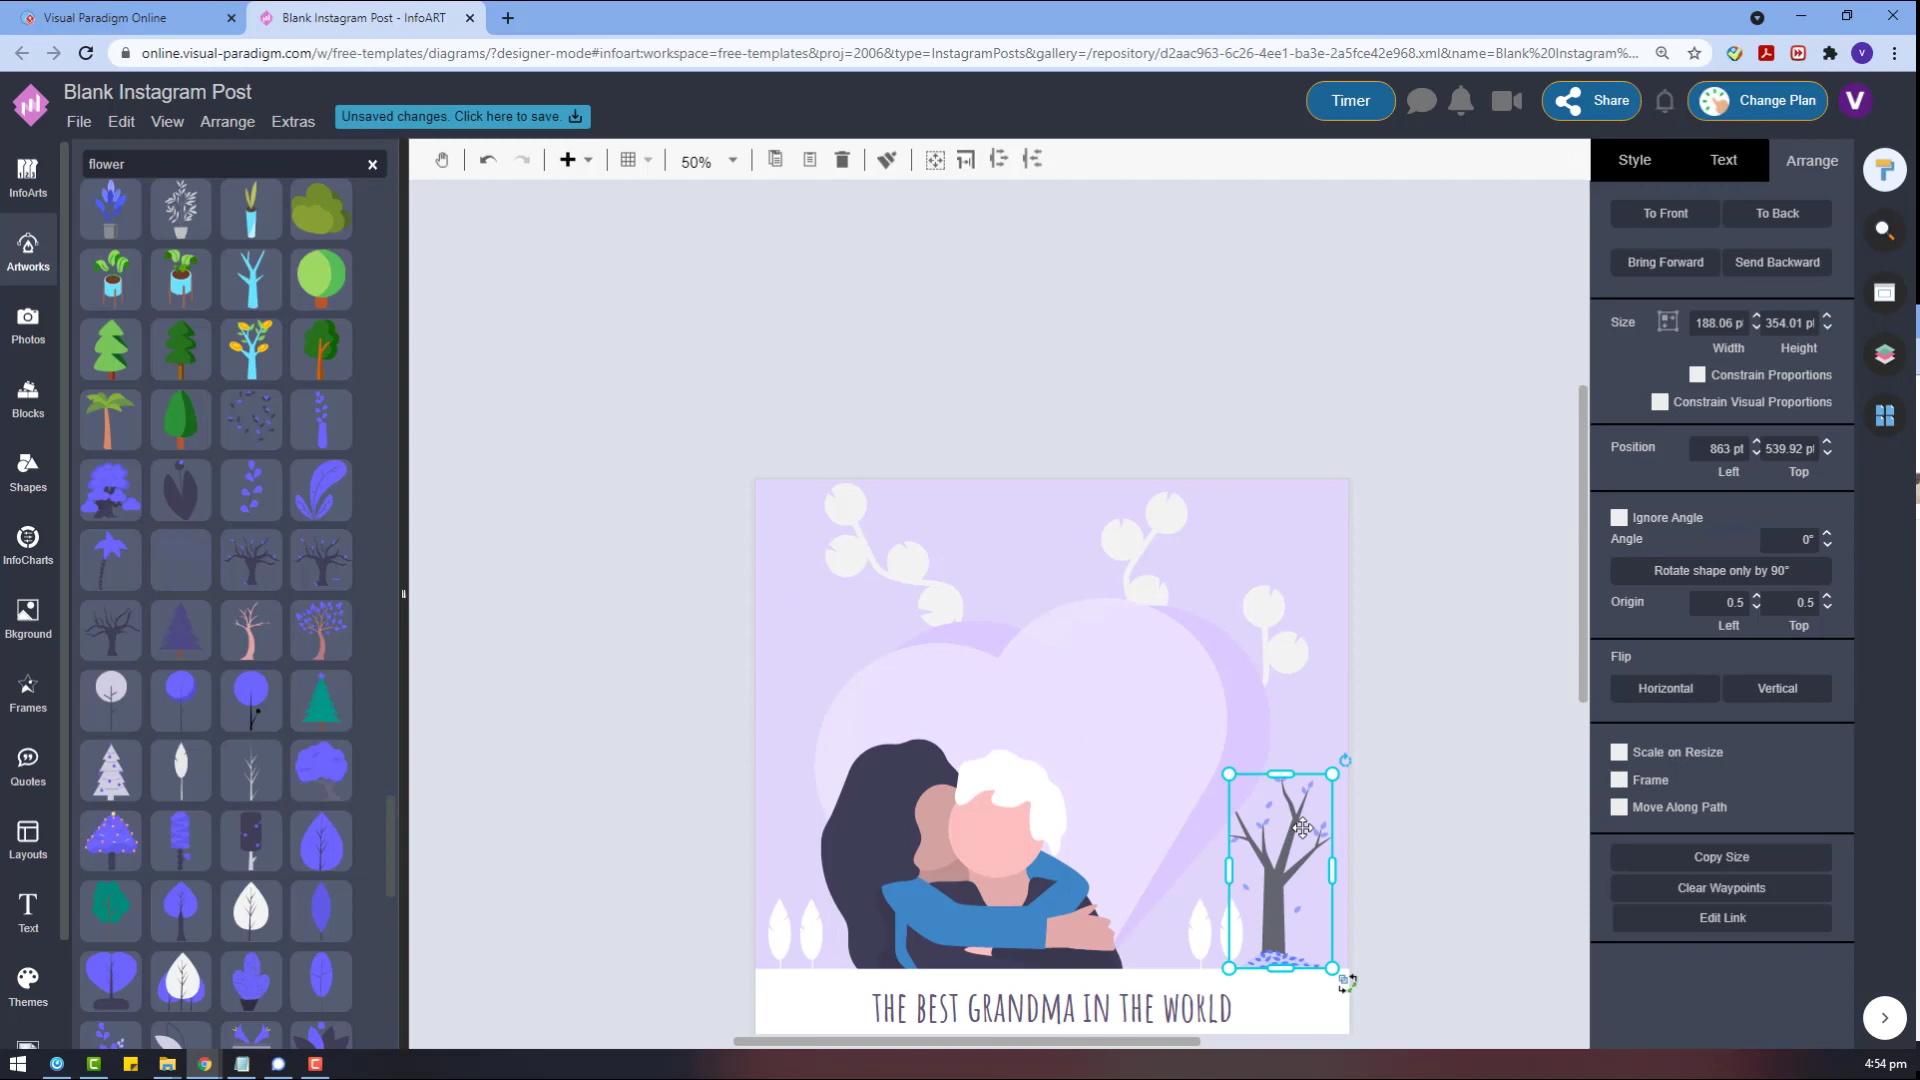 Visual Paradigm Online
Blank Instagram Post - InfoART
online.visual-paradigm.com/w/free-templates/diagrams/?designer-mode#infoart:workspace=free-templates&proj=2006&type=InstagramPosts&gallery=/repository/d2aac963-6c26-4ee1-ba3e-2a5fce42e968.xml&name=Blank%20Instagram%...
V
Blank Instagram Post
File Edit View Arrange Extras
Unsaved changes. Click here to save.
Timer
Share
Change Plan
V
InfoArts
Artworks
Photos
Blocks
Shapes
InfoCharts
Bkground
Frames
Quotes
Layouts
Text
Themes
flower
50%
Style Text Arrange
To Front To Back
Bring Forward Send Backward
Size 188.06 p 354.01 pt
Width Height
Constrain Proportions
Constrain Visual Proportions
Position 863 pt 539.92 pt
Left Top
Ignore Angle
Angle 0°
Rotate shape only by 90°
Origin 0.5 0.5
Left Top
Flip
Horizontal Vertical
Scale on Resize
Frame
Move Along Path
Copy Size
Clear Waypoints
Edit Link
THE BEST GRANDMA IN THE WORLD
4:54 pm